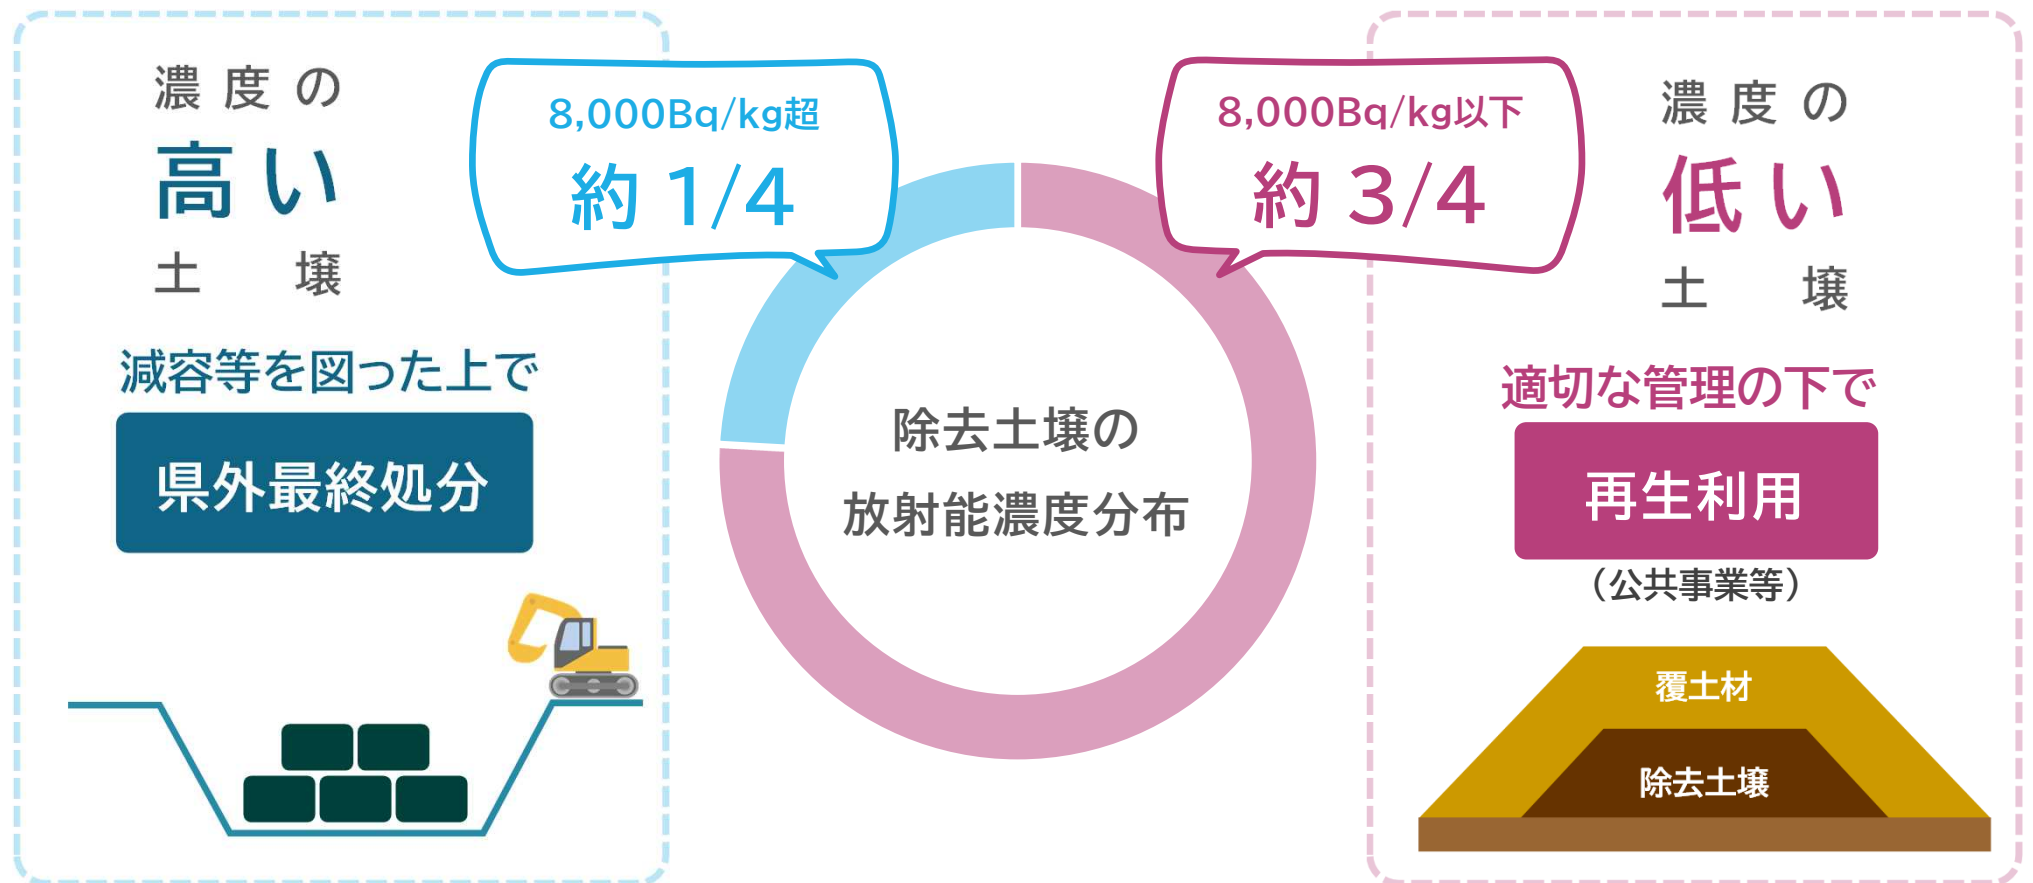 濃度の
高い
土壌
減容等を図った上で
県外最終処分
8,000Bq/kg超
約 1/4
8,000Bq/kg以下
約 3/4
除去土壌の
放射能濃度分布
濃度の
低い
土壌
適切な管理の下で
再生利用
（公共事業等）
覆土材
除去土壌